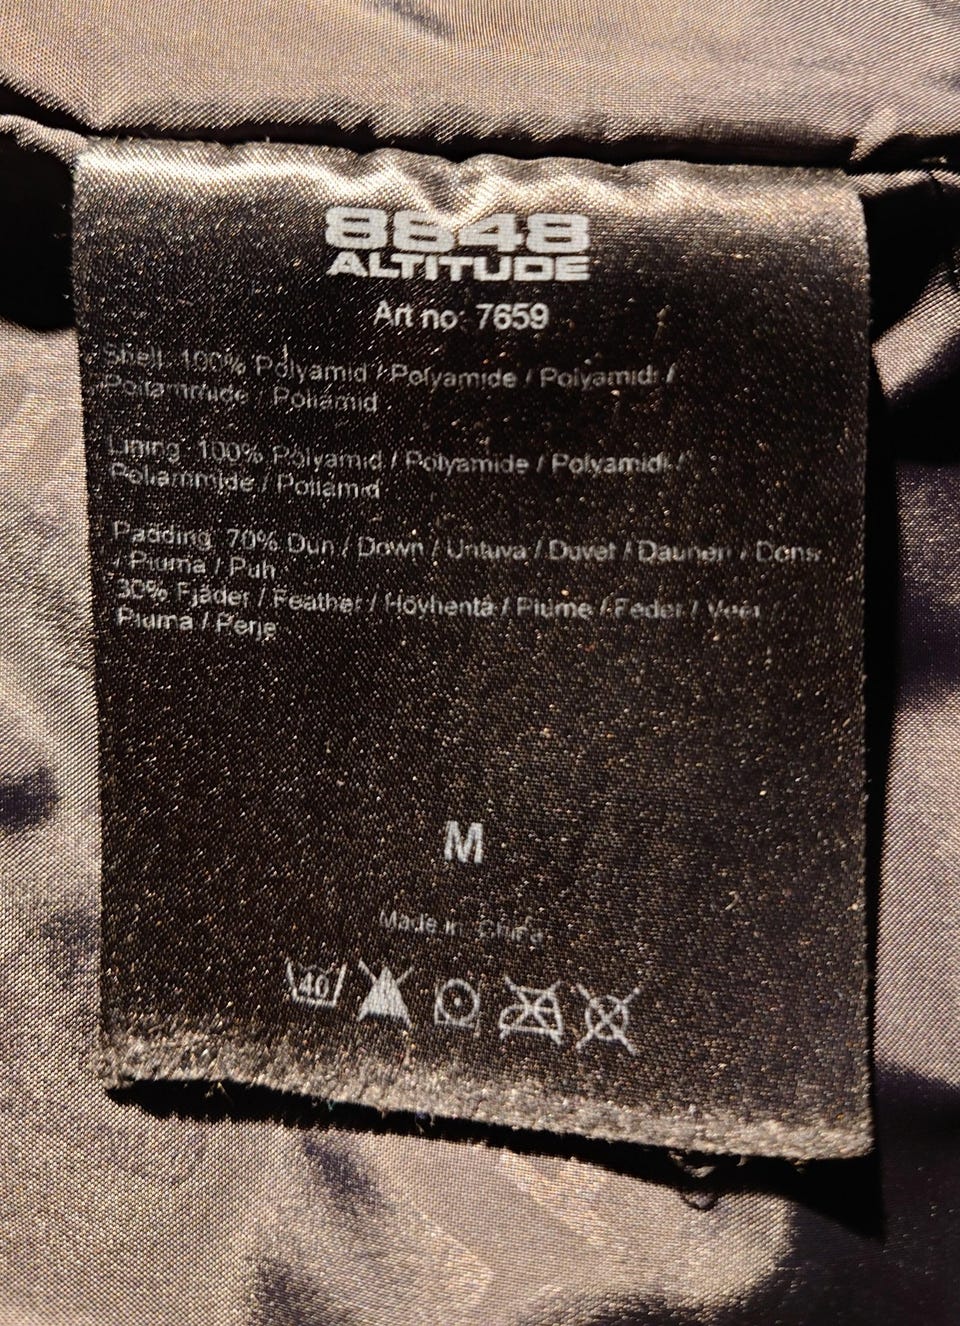 8848
ALTITUDE
Art no: 7659
Shell: 100% Polyamid / Polyamide / Polyamidi /
Poliammide / Poliamid
Lining: 100% Polyamid / Polyamide / Polyamidi /
Poliammide / Poliamid
Padding: 70% Dun / Down / Untuva / Duvet / Daunen / Dons
/ Piuma / Puh
30% Fjäder / Feather / Höyhentä / Plume / Feder / Veer
Piuma / Perje
M
Made in China
40